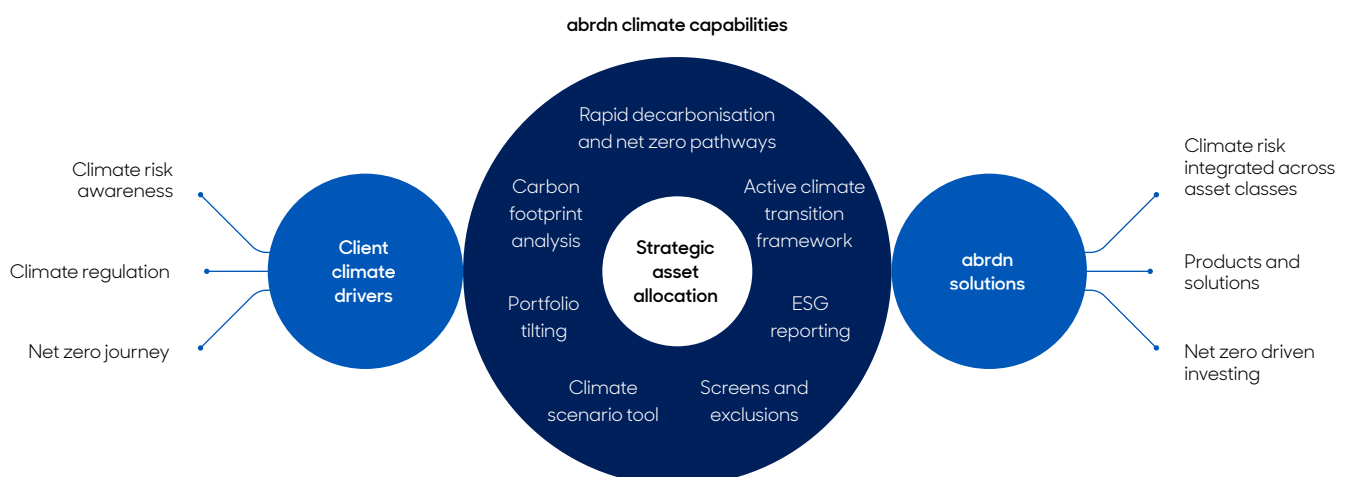 abrdn climate capabilities
Climate risk
awareness
Climate regulation
Net zero journey
Client
climate
drivers
Rapid decarbonisation
and net zero pathways
Carbon
footprint
analysis
Active climate
transition
framework
Strategic
asset
allocation
Portfolio
tilting
ESG
reporting
Climate
scenario tool
Screens and
exclusions
abrdn
solutions
Climate risk
integrated across
asset classes
Products and
solutions
Net zero driven
investing